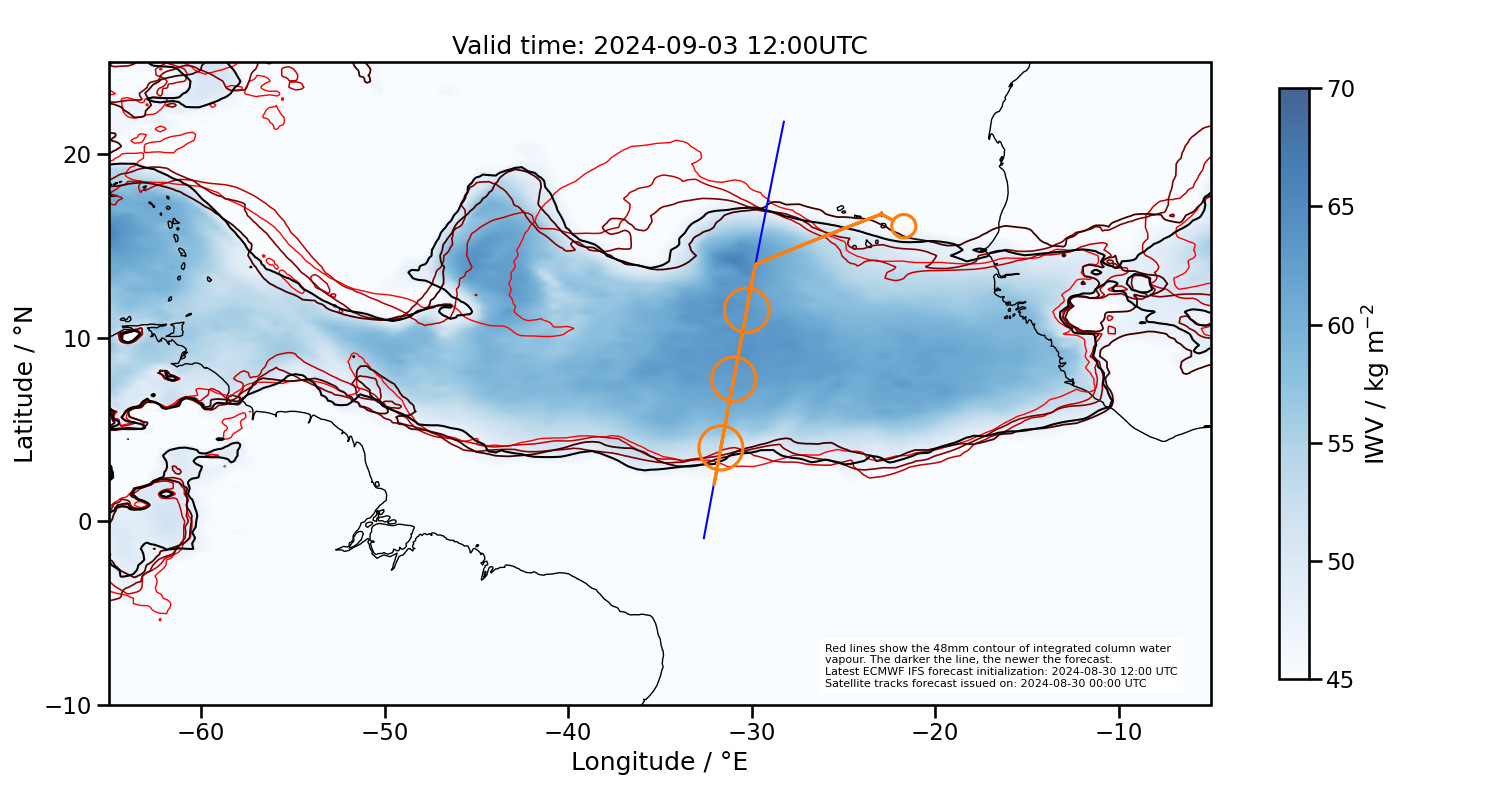 Valid time: 2024-09-03 12:00UTC
70
65
60
55
50
45
IWV / kg m⁻²
20
10
0
−10
Latitude / °N
Red lines show the 48mm contour of integrated column water
vapour. The darker the line, the newer the forecast.
Latest ECMWF IFS forecast initialization: 2024-08-30 12:00 UTC
Satellite tracks forecast issued on: 2024-08-30 00:00 UTC
−60 −50 −40 −30 −20 −10
Longitude / °E